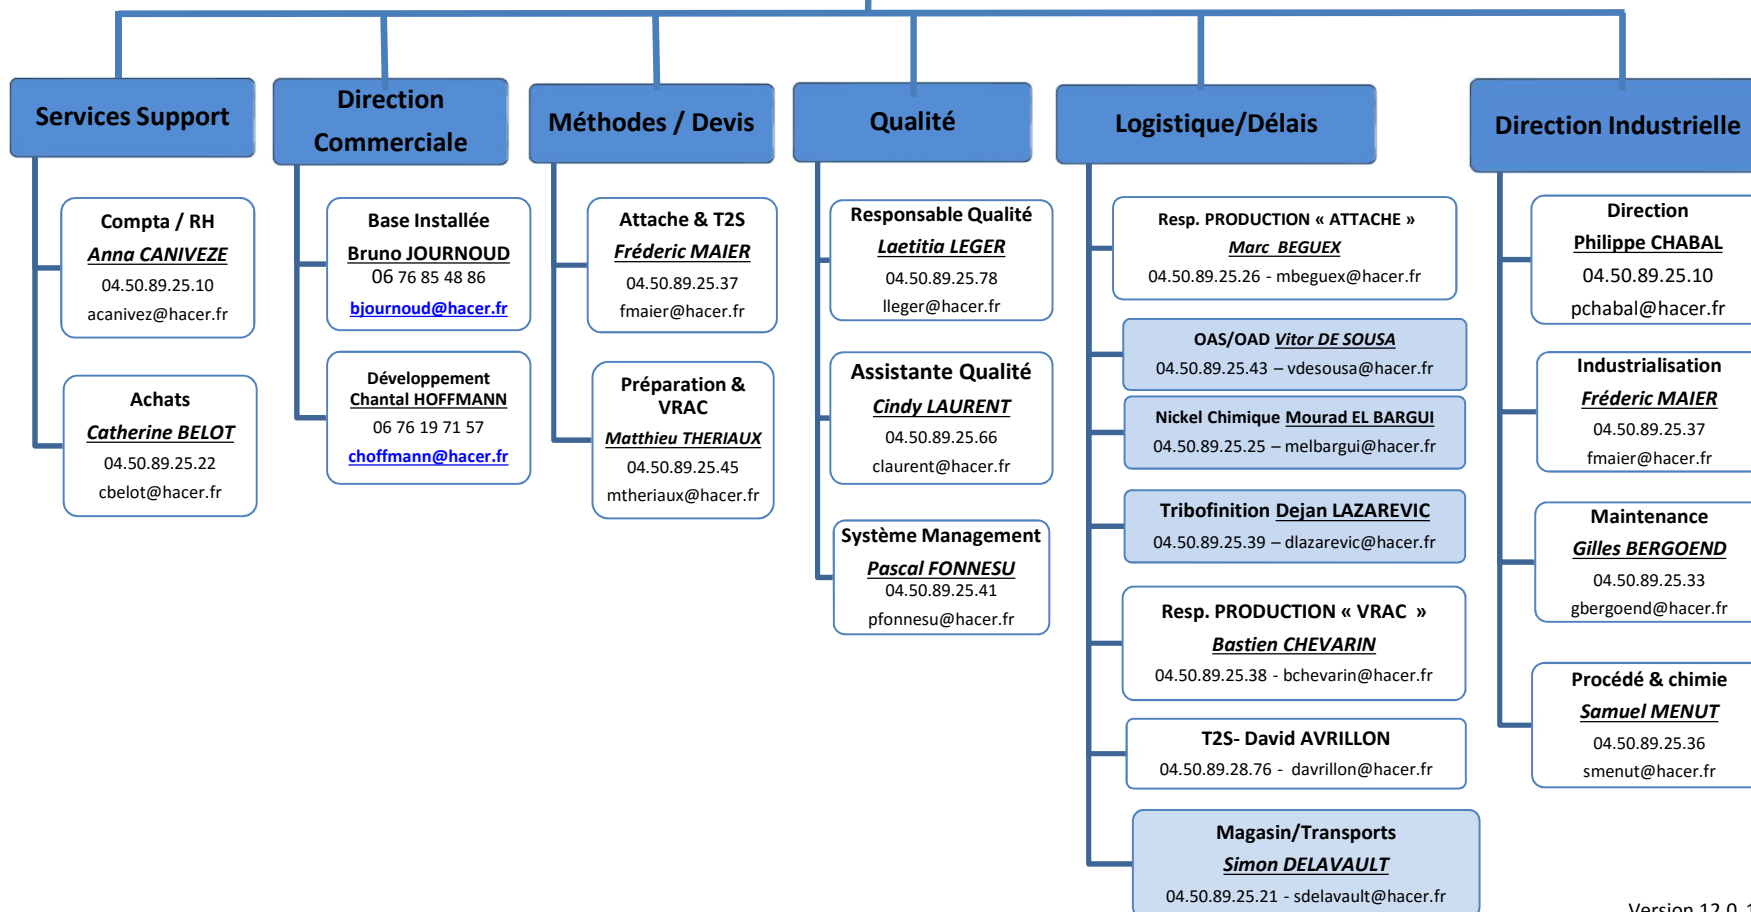 Services Support
Compta / RH
Anna CANIVEZE
04.50.89.25.10
acanivez@hacer.fr
Achats
Catherine BELOT
04.50.89.25.22
cbelot@hacer.fr
Direction
Commerciale
Base Installée
Bruno JOURNOUD
06 76 85 48 86
bjournoud@hacer.fr
Développement
Chantal HOFFMANN
06 76 19 71 57
choffmann@hacer.fr
Méthodes / Devis
Attache & T2S
Fréderic MAIER
04.50.89.25.37
fmaier@hacer.fr
Préparation &
VRAC
Matthieu THERIAUX
04.50.89.25.45
mtheriaux@hacer.fr
Qualité
Responsable Qualité
Laetitia LEGER
04.50.89.25.78
lleger@hacer.fr
Assistante Qualité
Cindy LAURENT
04.50.89.25.66
claurent@hacer.fr
Système Management
Pascal FONNESU
04.50.89.25.41
pfonnesu@hacer.fr
Logistique/Délais
Resp. PRODUCTION « ATTACHE »
Marc BEGUEX
04.50.89.25.26 - mbeguex@hacer.fr
OAS/OAD Vitor DE SOUSA
04.50.89.25.43 – vdesousa@hacer.fr
Nickel Chimique Mourad EL BARGUI
04.50.89.25.25 – melbargui@hacer.fr
Tribofinition Dejan LAZAREVIC
04.50.89.25.39 – dlazarevic@hacer.fr
Resp. PRODUCTION « VRAC »
Bastien CHEVARIN
04.50.89.25.38 - bchevarin@hacer.fr
T2S- David AVRILLON
04.50.89.28.76 - davrillon@hacer.fr
Magasin/Transports
Simon DELAVAULT
04.50.89.25.21 - sdelavault@hacer.fr
Direction Industrielle
Direction
Philippe CHABAL
04.50.89.25.10
pchabal@hacer.fr
Industrialisation
Fréderic MAIER
04.50.89.25.37
fmaier@hacer.fr
Maintenance
Gilles BERGOEND
04.50.89.25.33
gbergoend@hacer.fr
Procédé & chimie
Samuel MENUT
04.50.89.25.36
smenut@hacer.fr
Version 12.0